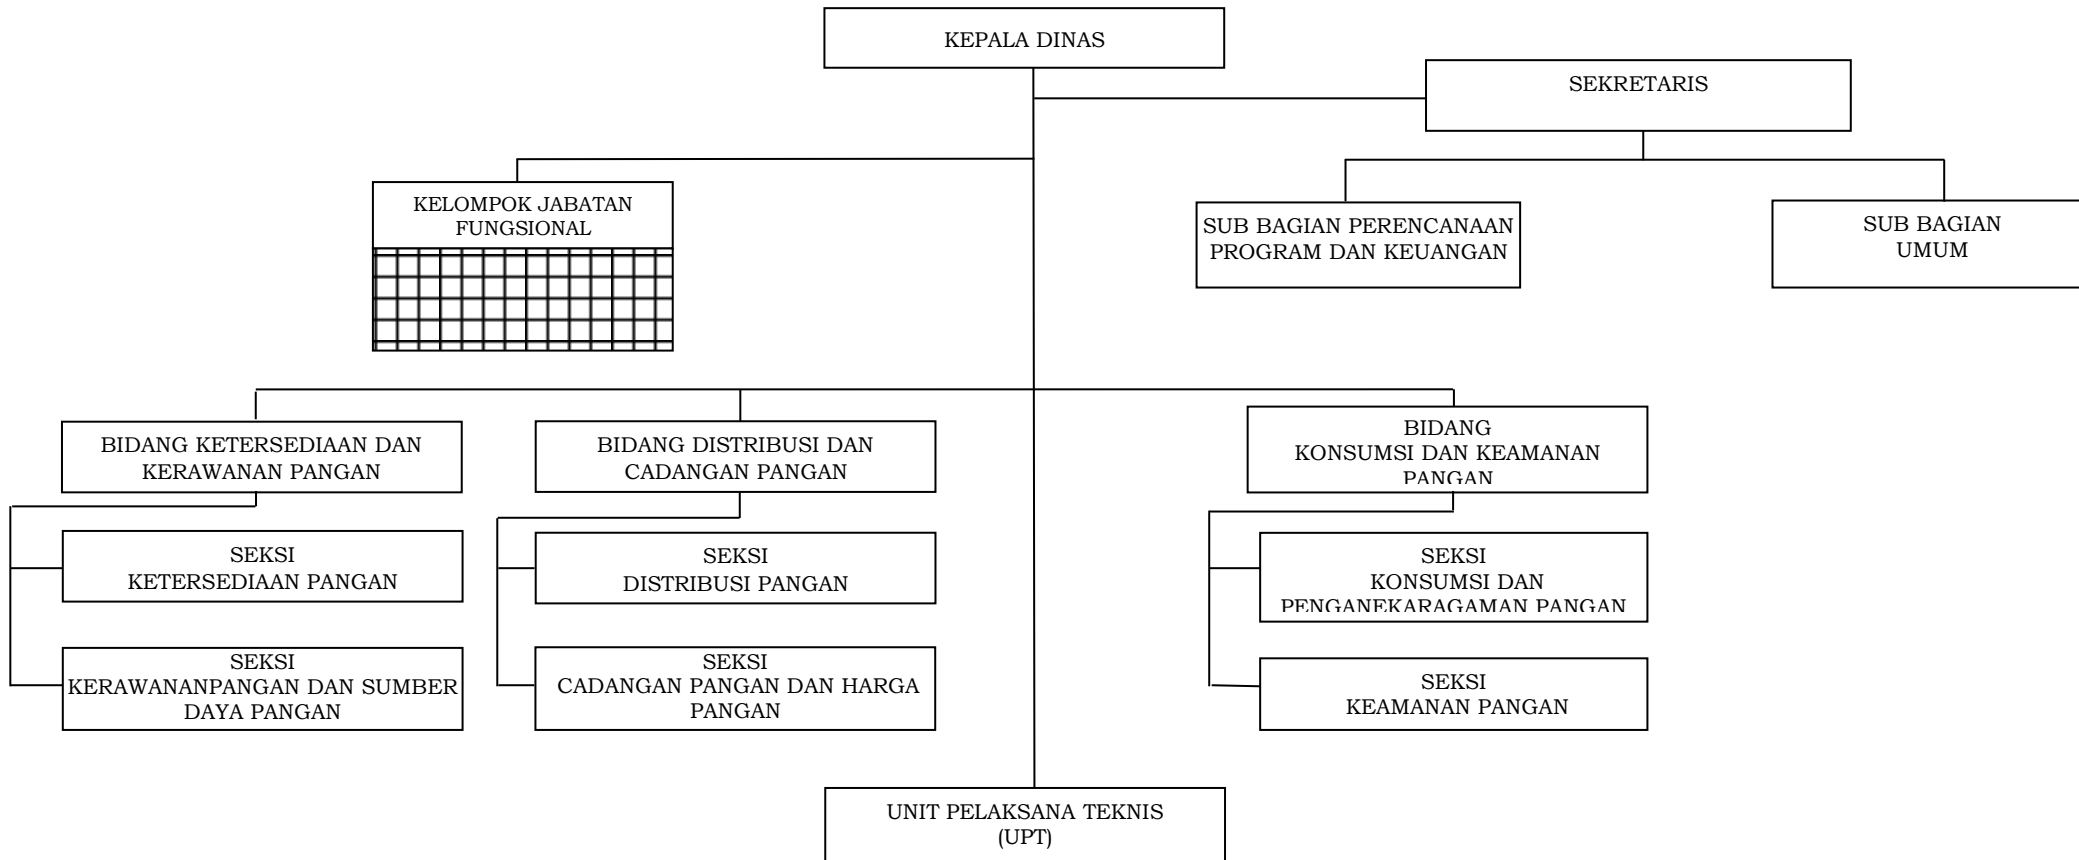 KEPALA DINAS
SEKRETARIS
KELOMPOK JABATAN
FUNGSIONAL
SUB BAGIAN PERENCANAAN
PROGRAM DAN KEUANGAN
SUB BAGIAN
UMUM
BIDANG KETERSEDIAAN DAN
KERAWANAN PANGAN
BIDANG DISTRIBUSI DAN
CADANGAN PANGAN
BIDANG
KONSUMSI DAN KEAMANAN
PANGAN
SEKSI
KETERSEDIAAN PANGAN
SEKSI
DISTRIBUSI PANGAN
SEKSI
KONSUMSI DAN
PENGANEKARAGAMAN PANGAN
SEKSI
KERAWANANPANGAN DAN SUMBER
DAYA PANGAN
SEKSI
CADANGAN PANGAN DAN HARGA
PANGAN
SEKSI
KEAMANAN PANGAN
UNIT PELAKSANA TEKNIS
(UPT)